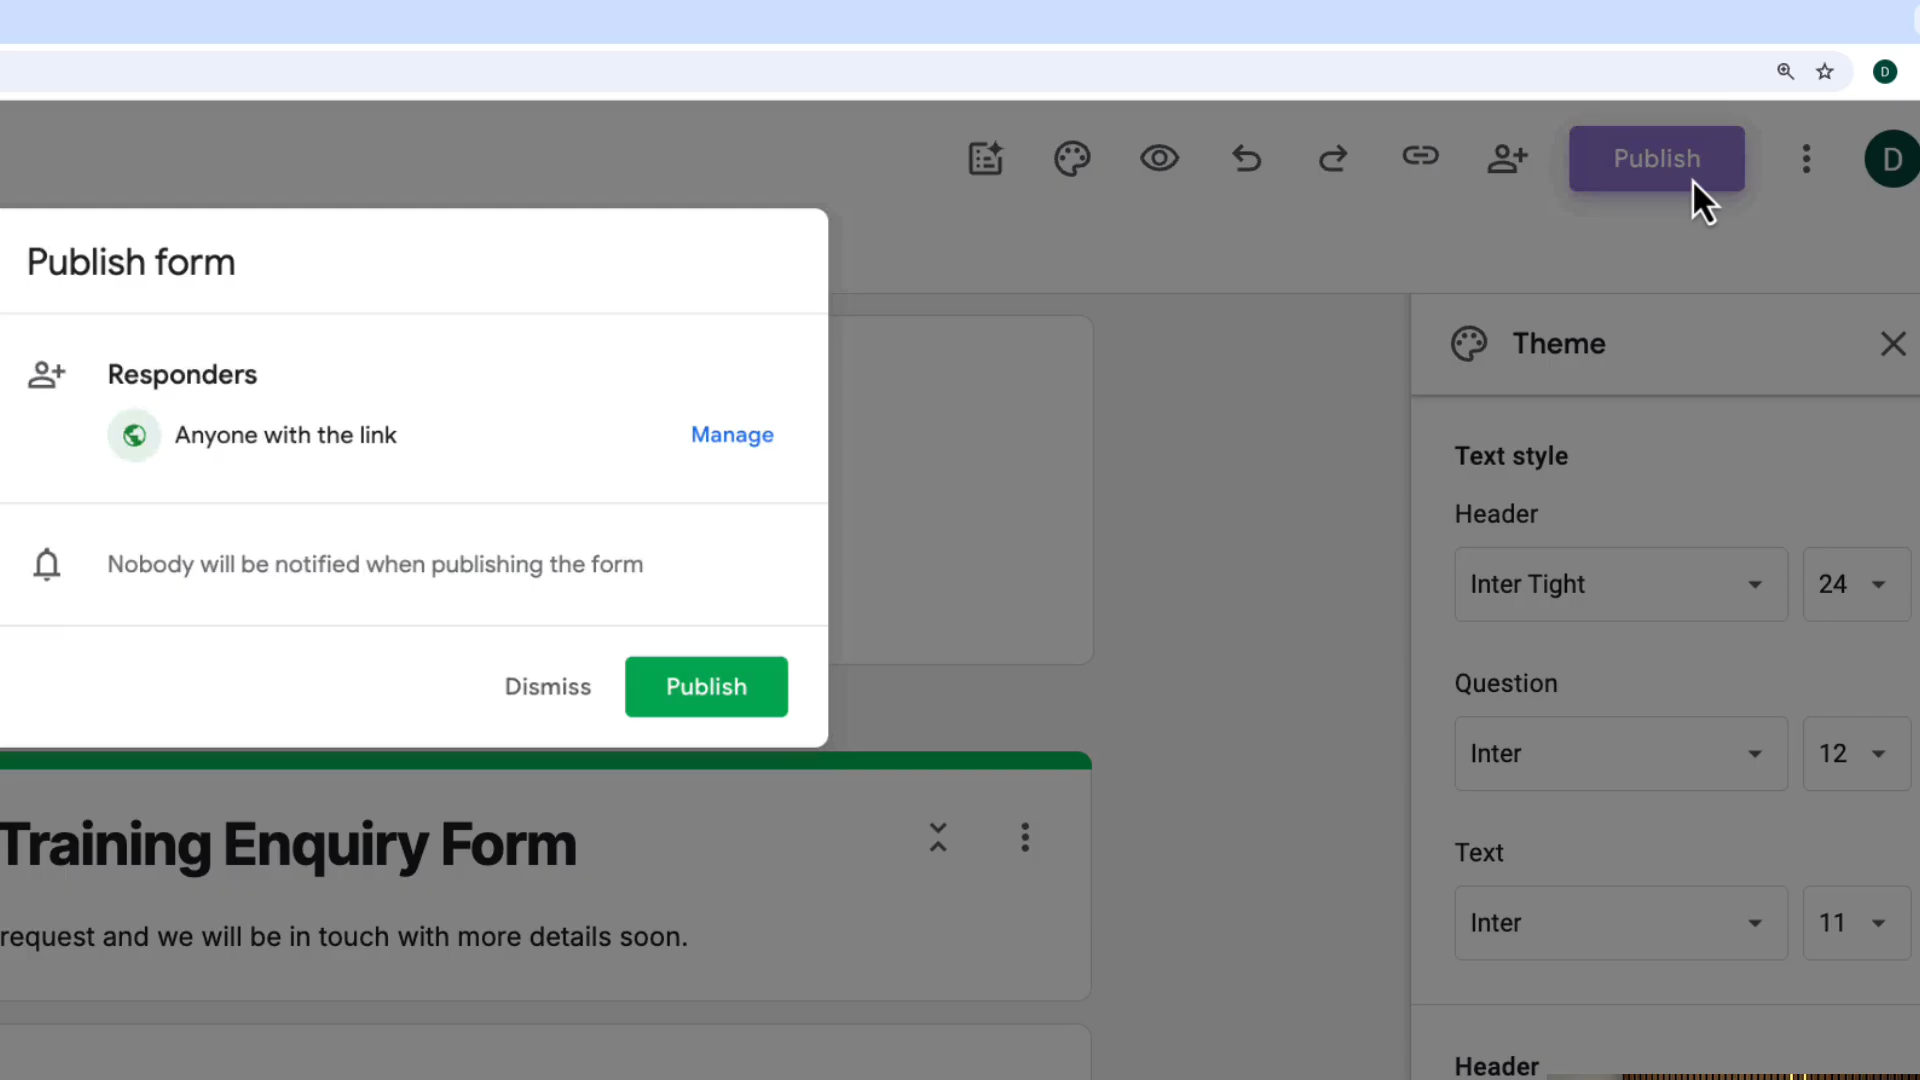 D
Publish
D
Publish form
Responders
Anyone with the link
Manage
Nobody will be notified when publishing the form
Dismiss
Publish
Training Enquiry Form
request and we will be in touch with more details soon.
Theme
Text style
Header
Inter Tight
24
Question
Inter
12
Text
Inter
11
Header